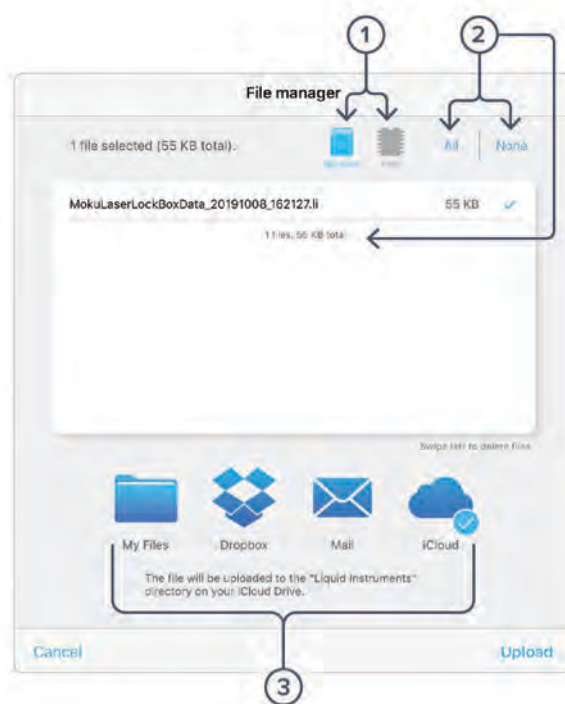 1
2
File manager
1 file selected (55 KB total).
All
None
MokuLaserLockBoxData_20191008_162127.li
55 KB
1 files, 55 KB total
Swipe left to delete files
My Files
Dropbox
Mail
iCloud
The file will be uploaded to the "Liquid Instruments"
directory on your iCloud Drive.
Cancel
Upload
3